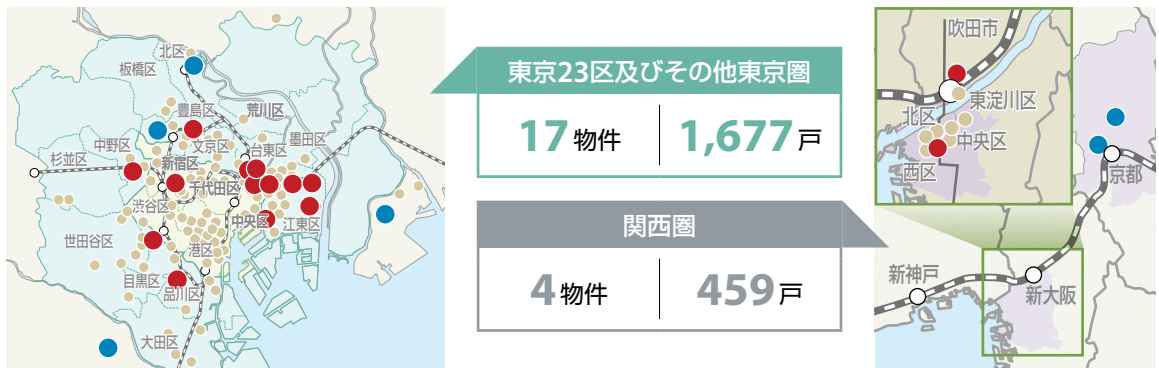 北区
板橋区
豊島区
荒川区
中野区
文京区
台東区
墨田区
杉並区
新宿区
千代田区
渋谷区
中央区
江東区
世田谷区
港区
目黒区
品川区
大田区
東京23区及びその他東京圏
17物件 1,677戸
関西圏
4物件 459戸
吹田市
東淀川区
北区
中央区
西区
京都
新神戸
新大阪